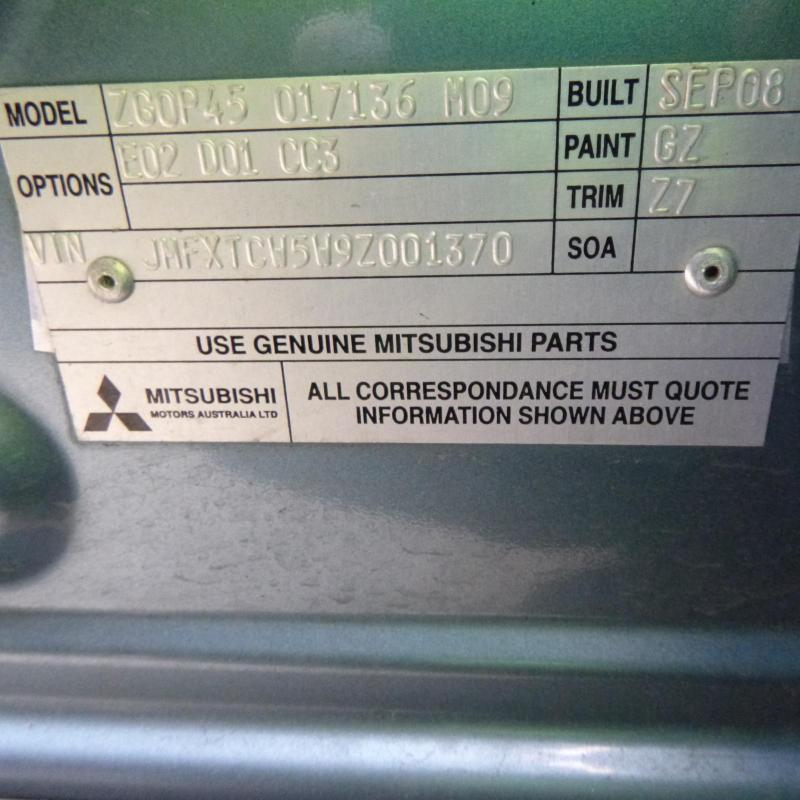 MODEL ZG0P45 017136 M09 BUILT SEP08
OPTIONS E02 D01 CC3 PAINT GZ
TRIM Z7
VIN JMFXTCW5W9Z001370 SOA
USE GENUINE MITSUBISHI PARTS
MITSUBISHI
MOTORS AUSTRALIA LTD
ALL CORRESPONDANCE MUST QUOTE
INFORMATION SHOWN ABOVE